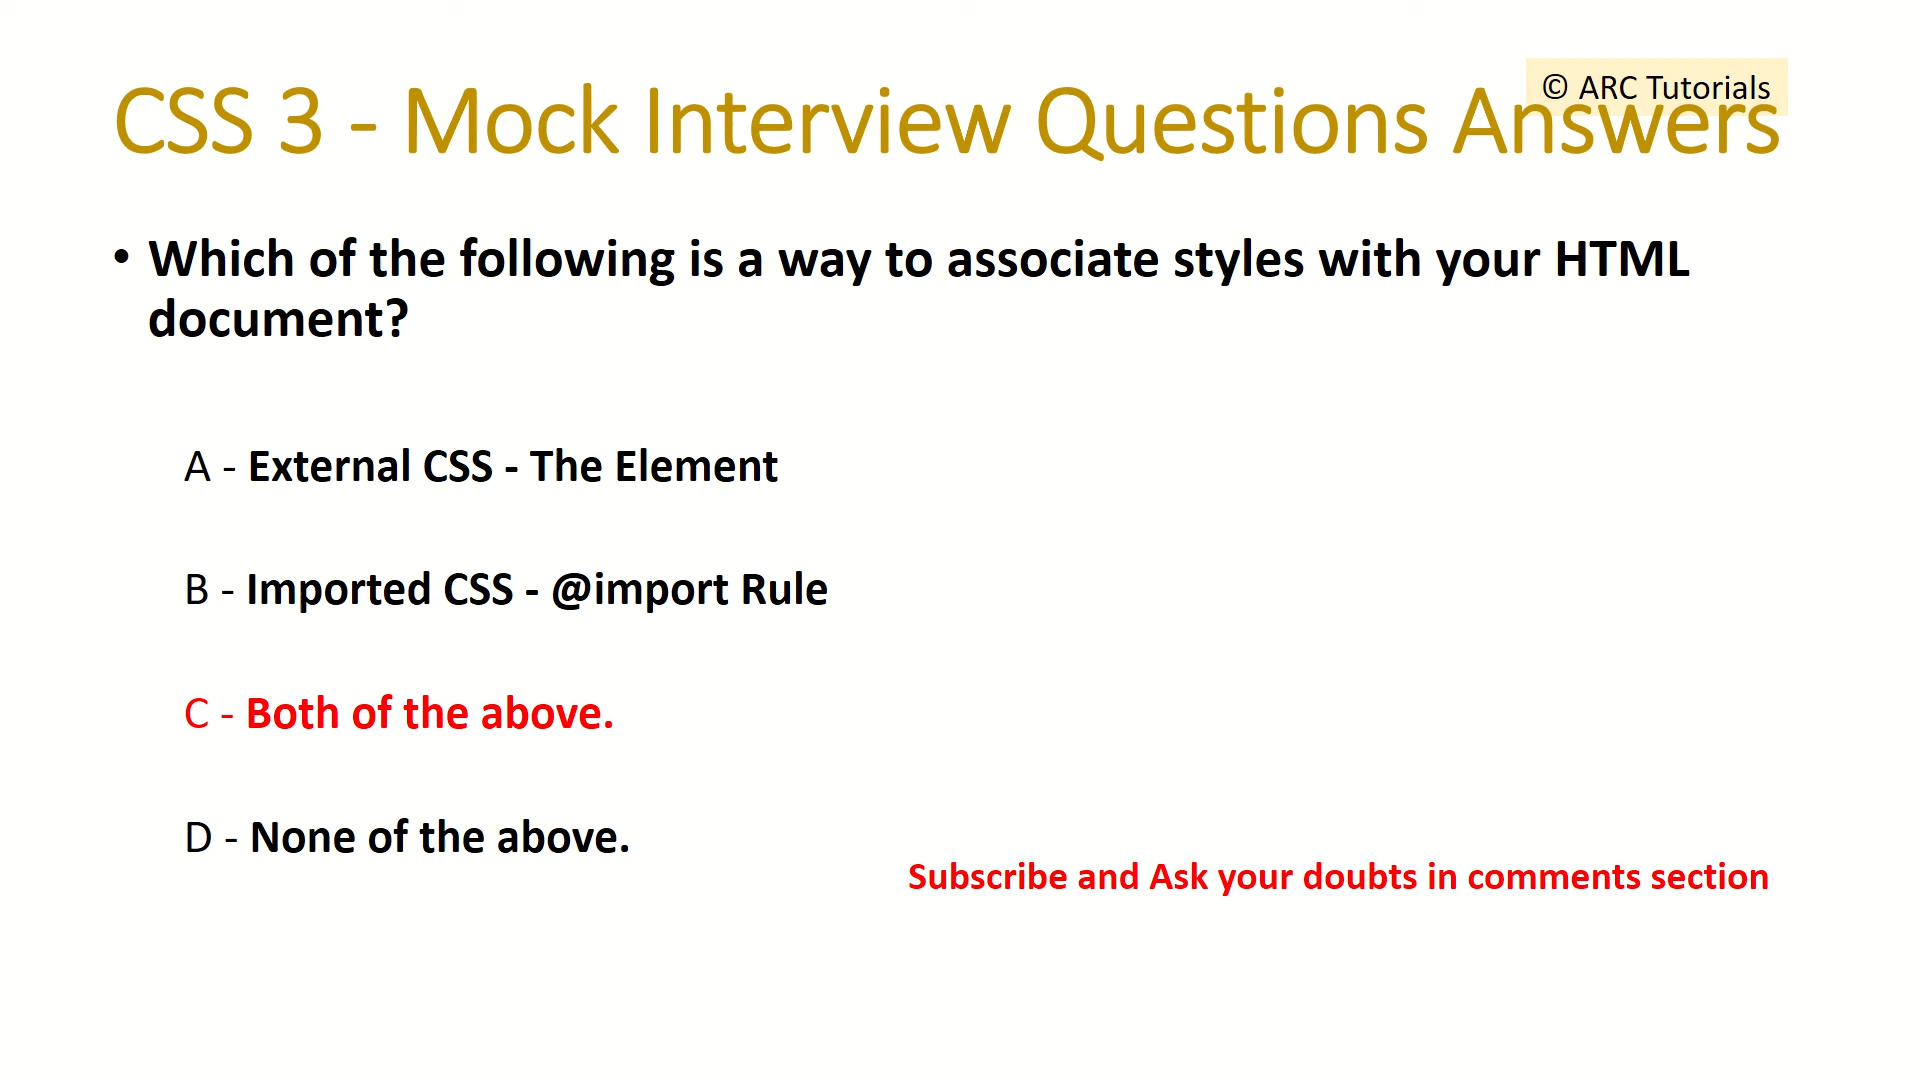 © ARC Tutorials
CSS 3 - Mock Interview Questions Answers
• Which of the following is a way to associate styles with your HTML
document?
A - External CSS - The Element
B - Imported CSS - @import Rule
C - Both of the above.
D - None of the above.
Subscribe and Ask your doubts in comments section